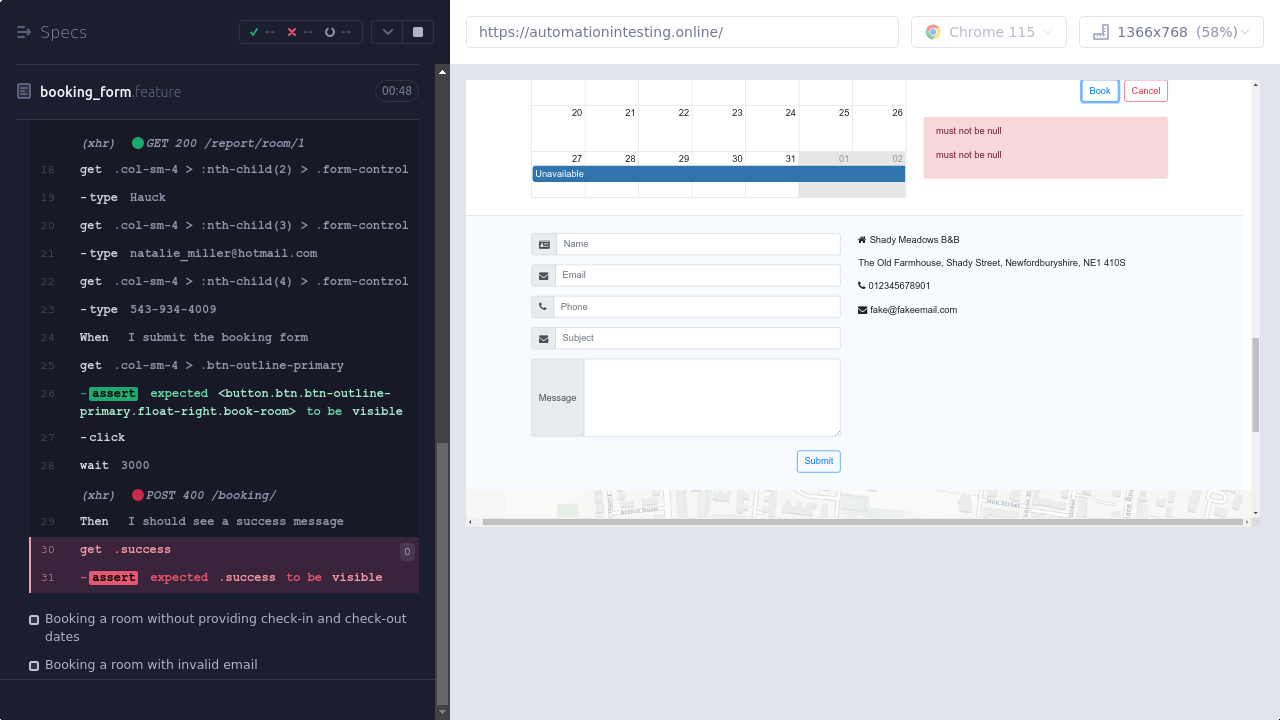 Specs
--
--
--
https://automationintesting.online/
Chrome 115
1366x768 (58%)
booking_form.feature
00:48
(xhr) GET 200 /report/room/1
18 get .col-sm-4 > :nth-child(2) > .form-control
19 -type Hauck
20 get .col-sm-4 > :nth-child(3) > .form-control
21 -type natalie_miller@hotmail.com
22 get .col-sm-4 > :nth-child(4) > .form-control
23 -type 543-934-4009
24 When I submit the booking form
25 get .col-sm-4 > .btn-outline-primary
26 -assert expected <button.btn.btn-outline-
primary.float-right.book-room> to be visible
27 -click
28 wait 3000
(xhr) POST 400 /booking/
29 Then I should see a success message
30 get .success 0
31 -assert expected .success to be visible
Booking a room without providing check-in and check-out
dates
Booking a room with invalid email
Book Cancel
20 21 22 23 24 25 26
must not be null
must not be null
27 28 29 30 31 01 02
Unavailable
Name
Email
Phone
Subject
Message
Submit
Shady Meadows B&B
The Old Farmhouse, Shady Street, Newfordburyshire, NE1 410S
012345678901
fake@fakeemail.com